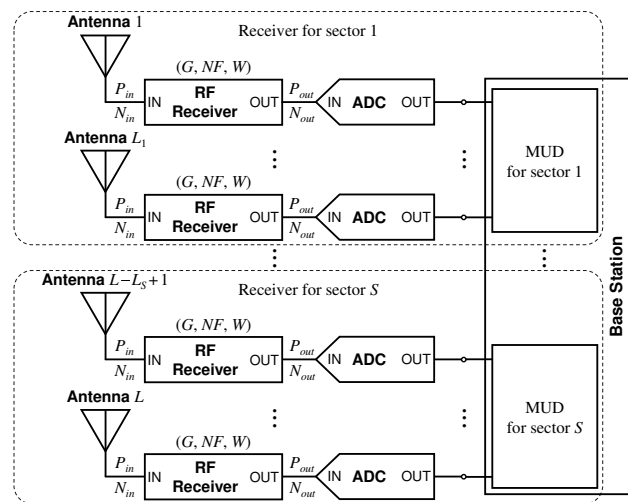 Antenna 1
Receiver for sector 1
(G, NF, W)
P_in
N_in
IN
RF
Receiver
OUT
P_out
N_out
IN
ADC
OUT
Antenna L_1
(G, NF, W)
P_in
N_in
IN
RF
Receiver
OUT
P_out
N_out
IN
ADC
OUT
MUD
for sector 1
Antenna L−L_S+1
Receiver for sector S
(G, NF, W)
P_in
N_in
IN
RF
Receiver
OUT
P_out
N_out
IN
ADC
OUT
Antenna L
(G, NF, W)
P_in
N_in
IN
RF
Receiver
OUT
P_out
N_out
IN
ADC
OUT
MUD
for sector S
Base Station